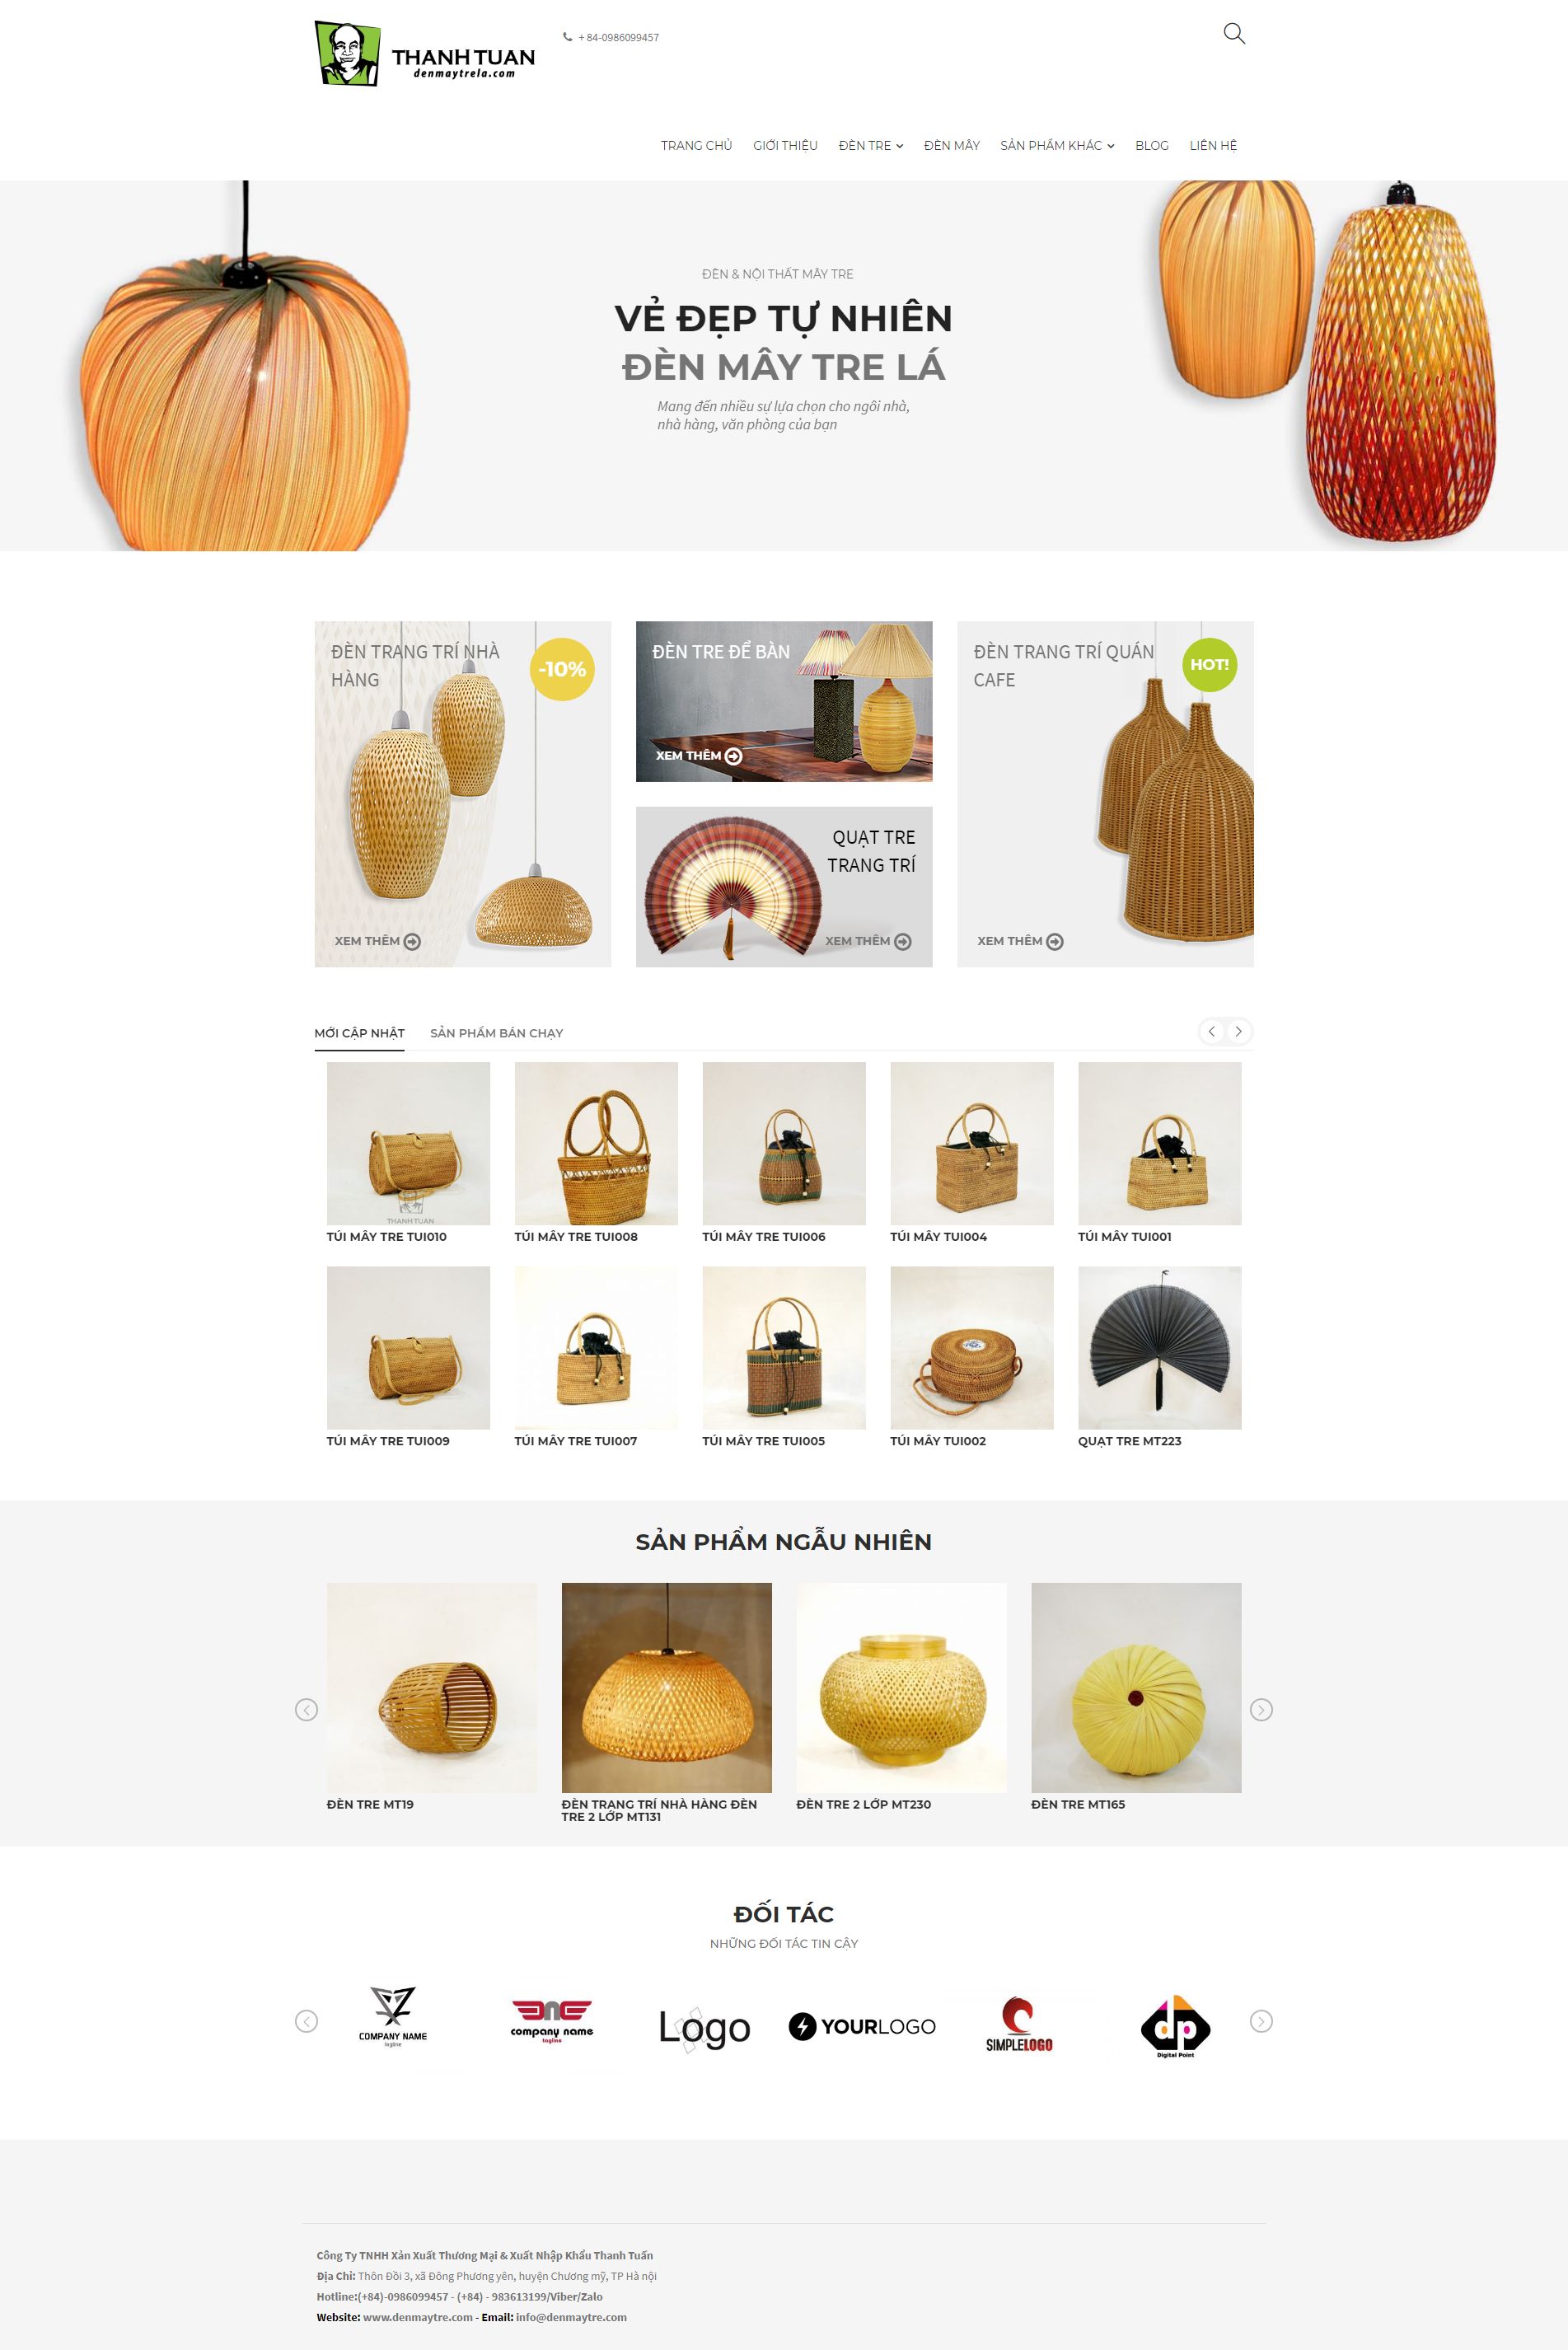 THANH TUAN
denmaytrela.com
+ 84-0986099457
TRANG CHỦ GIỚI THIỆU ĐÈN TRE ĐÈN MÂY SẢN PHẨM KHÁC BLOG LIÊN HỆ
ĐÈN & NỘI THẤT MÂY TRE
VẺ ĐẸP TỰ NHIÊN
ĐÈN MÂY TRE LÁ
Mang đến nhiều sự lựa chọn cho ngôi nhà,
nhà hàng, văn phòng của bạn
ĐÈN TRANG TRÍ NHÀ
HÀNG
-10%
XEM THÊM
ĐÈN TRE ĐỂ BÀN
XEM THÊM
QUẠT TRE
TRANG TRÍ
XEM THÊM
ĐÈN TRANG TRÍ QUÁN
CAFE
HOT!
XEM THÊM
MỚI CẬP NHẬT SẢN PHẨM BÁN CHẠY
THANH TUAN
TÚI MÂY TRE TUI010 TÚI MÂY TRE TUI008 TÚI MÂY TRE TUI006 TÚI MÂY TUI004 TÚI MÂY TUI001
TÚI MÂY TRE TUI009 TÚI MÂY TRE TUI007 TÚI MÂY TRE TUI005 TÚI MÂY TUI002 QUẠT TRE MT223
SẢN PHẨM NGẪU NHIÊN
ĐÈN TRE MT19 ĐÈN TRANG TRÍ NHÀ HÀNG ĐÈN ĐÈN TRE 2 LỚP MT230 ĐÈN TRE MT165
TRE 2 LỚP MT131
ĐỐI TÁC
NHỮNG ĐỐI TÁC TIN CẬY
COMPANY NAME
tagline
company name
tagline
Logo
YOURLOGO
SIMPLELOGO
dp
Digital Point
Công Ty TNHH Xản Xuất Thương Mại & Xuất Nhập Khẩu Thanh Tuấn
Địa Chỉ: Thôn Đồi 3, xã Đông Phương yên, huyện Chương mỹ, TP Hà nội
Hotline:(+84)-0986099457 - (+84) - 983613199/Viber/Zalo
Website: www.denmaytre.com - Email: info@denmaytre.com